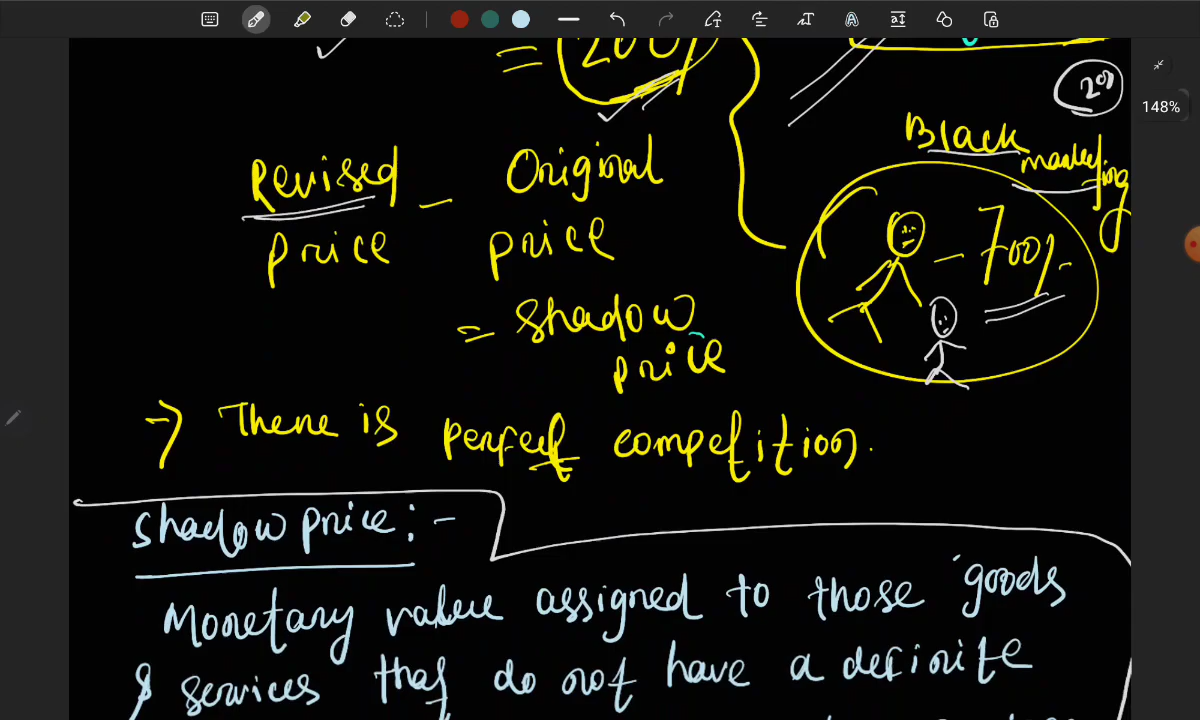 148%
= 200
200
Black
marketing
Revised - Original
price price
- 700/-
= shadow
price
→ There is perfect competition.
shadow price :-
Monetary value assigned to those goods
& services that do not have a definite